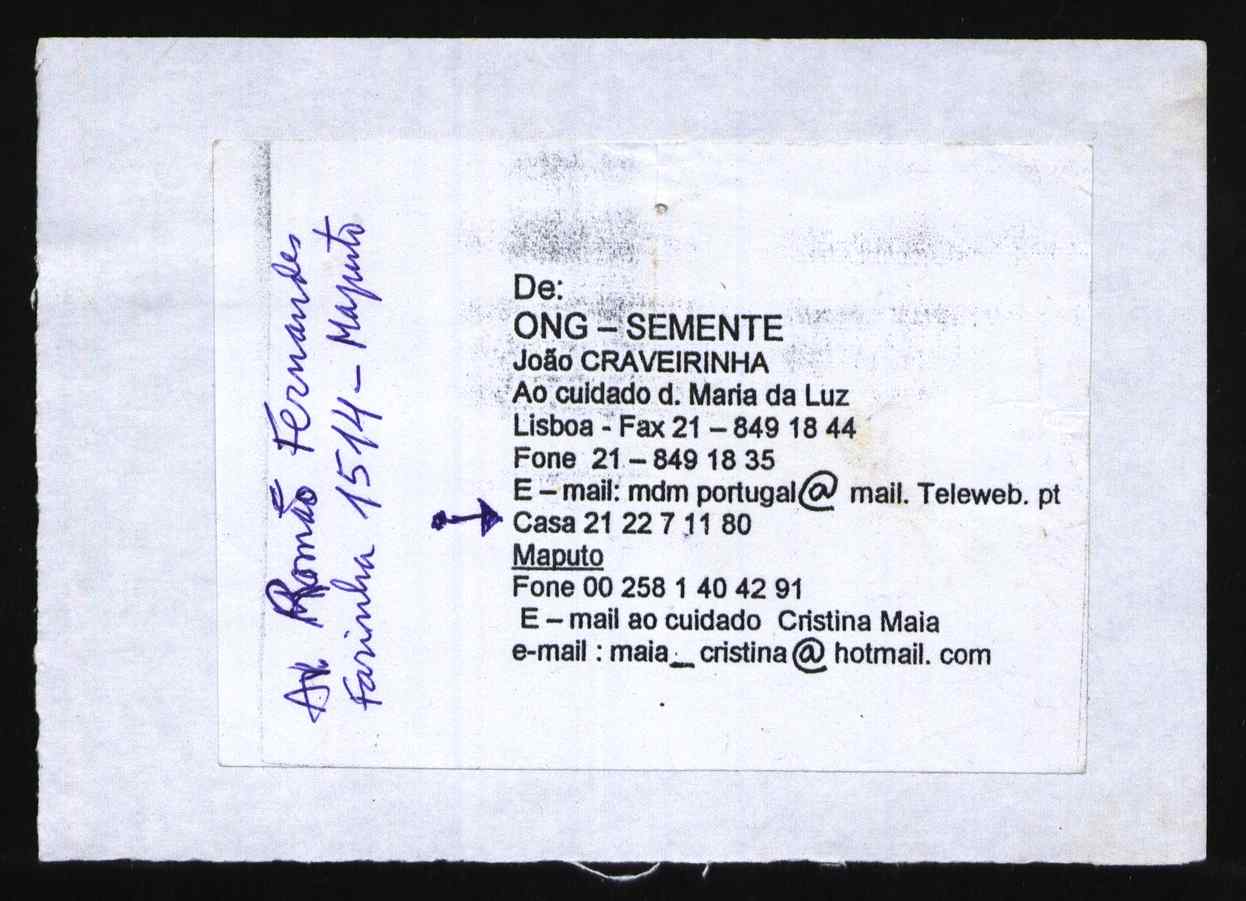 Av. Romão Fernandes
Farinha 1514 - Maputo
De:
ONG – SEMENTE
João CRAVEIRINHA
Ao cuidado d. Maria da Luz
Lisboa - Fax 21 – 849 18 44
Fone 21 – 849 18 35
E – mail: mdm portugal@ mail. Teleweb. pt
Casa 21 22 7 11 80
Maputo
Fone 00 258 1 40 42 91
E – mail ao cuidado Cristina Maia
e-mail : maia_ cristina@ hotmail. com